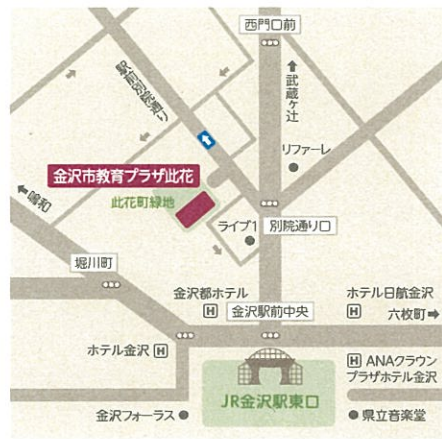 西門口前
駅前別院通り
武蔵ヶ辻
リファーレ
金沢市教育プラザ此花
此花町緑地
鳴和
ライブ1
別院通り口
堀川町
金沢都ホテル
H
金沢駅前中央
ホテル日航金沢
H
六枚町
ホテル金沢 H
H ANAクラウン
プラザホテル金沢
JR金沢駅東口
金沢フォーラス
県立音楽堂